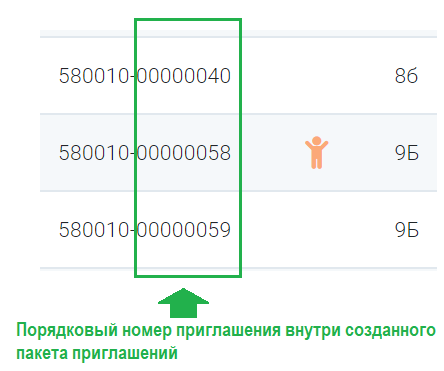 580010-00000040 8б
580010-00000058 9Б
580010-00000059 9Б
Порядковый номер приглашения внутри созданного
пакета приглашений